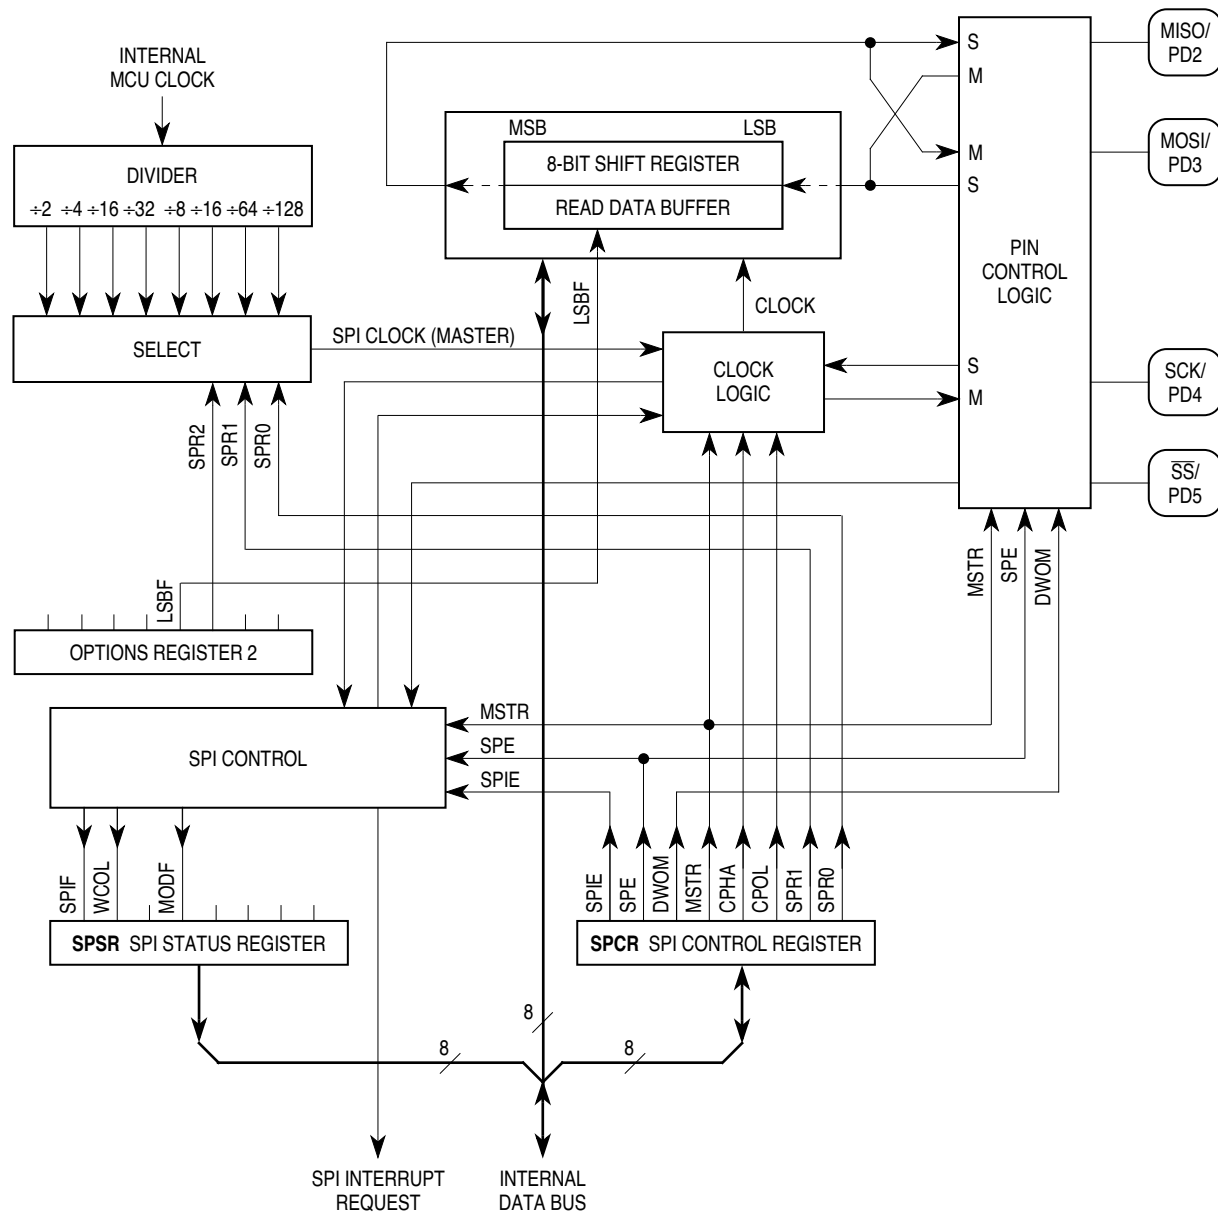 INTERNAL
MCU CLOCK
DIVIDER
÷2 ÷4 ÷16 ÷32 ÷8 ÷16 ÷64 ÷128
SELECT
SPI CLOCK (MASTER)
SPR2
SPR1
SPR0
MSB
LSB
8-BIT SHIFT REGISTER
READ DATA BUFFER
LSBF
CLOCK
CLOCK
LOGIC
S
M
M
S
PIN
CONTROL
LOGIC
S
M
MISO/
PD2
MOSI/
PD3
SCK/
PD4
SS/
PD5
MSTR
SPE
DWOM
LSBF
OPTIONS REGISTER 2
SPI CONTROL
MSTR
SPE
SPIE
SPIF
WCOL
MODF
SPSR SPI STATUS REGISTER
SPIE
SPE
DWOM
MSTR
CPHA
CPOL
SPR1
SPR0
SPCR SPI CONTROL REGISTER
8
8
8
SPI INTERRUPT
REQUEST
INTERNAL
DATA BUS